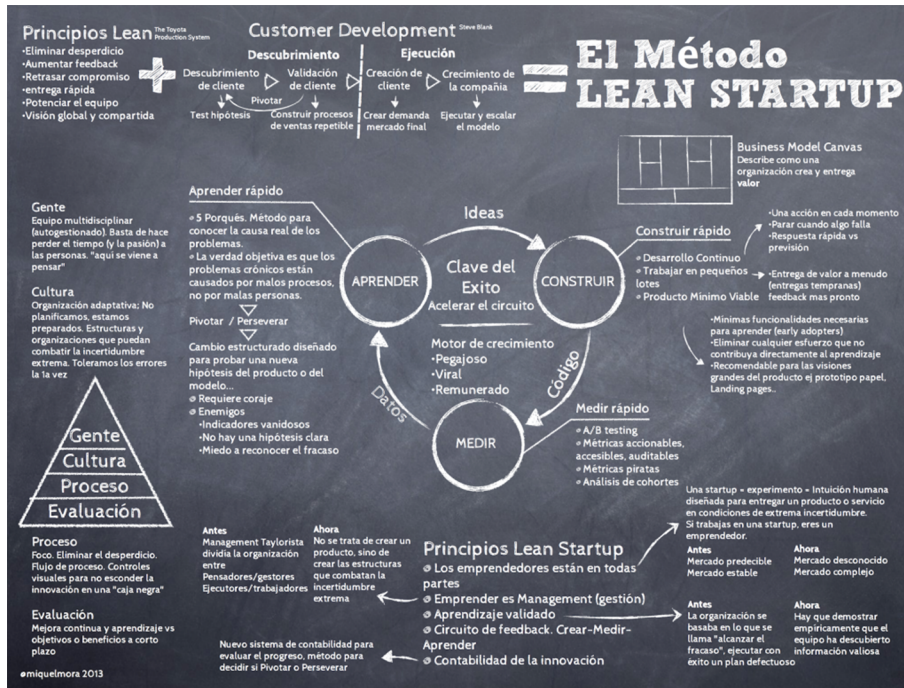 Principios Lean
The Toyota
Production System
•Eliminar desperdicio
•Aumentar feedback
•Retrasar compromiso
•entrega rápida
•Potenciar el equipo
•Visión global y compartida
Customer Development
Steve Blank
Descubrimiento
Ejecución
Descubrimiento
de cliente
Validación
de cliente
Creación de
cliente
Crecimiento de
la compañia
Pivotar
Test hipótesis
Construir procesos
de ventas repetible
Crear demanda
mercado final
Ejecutar y escalar
el modelo
El Método
LEAN STARTUP
Business Model Canvas
Describe como una
organización crea y entrega
valor
Gente
Equipo multidisciplinar
(autogestionado). Basta de hace
perder el tiempo (y la pasión) a
las personas. "aquí se viene a
pensar"
Cultura
Organización adaptativa; No
planificamos, estamos
preparados. Estructuras y
organizaciones que puedan
combatir la incertidumbre
extrema. Toleramos los errores
la 1a vez
Gente
Cultura
Proceso
Evaluación
Proceso
Foco. Eliminar el desperdicio.
Flujo de proceso. Controles
visuales para no esconder la
innovación en una "caja negra"
Evaluación
Mejora continua y aprendizaje vs
objetivos o beneficios a corto
plazo
@miquelmora 2013
Aprender rápido
5 Porqués. Método para
conocer la causa real de los
problemas.
La verdad objetiva es que los
problemas crónicos están
causados por malos procesos,
no por malas personas.
Pivotar / Perseverar
Cambio estructurado diseñado
para probar una nueva
hipótesis del producto o del
modelo...
Requiere coraje
Enemigos
•Indicadores vanidosos
•No hay una hipótesis clara
•Miedo a reconocer el fracaso
Ideas
APRENDER
CONSTRUIR
Clave del
Exito
Acelerar el circuito
Motor de crecimiento
•Pegajoso
•Viral
•Remunerado
Código
Datos
MEDIR
Construir rápido
Desarrollo Continuo
Trabajar en pequeños
lotes
Producto Mínimo Viable
•Una acción en cada momento
•Parar cuando algo falla
•Respuesta rápida vs
previsión
•Entrega de valor a menudo
(entregas tempranas)
feedback mas pronto
•Mínimas funcionalidades necesarias
para aprender (early adopters)
•Eliminar cualquier esfuerzo que no
contribuya directamente al aprendizaje
•Recomendable para las visiones
grandes del producto ej prototipo papel,
Landing pages..
Medir rápido
A/B testing
Métricas accionables,
accesibles, auditables
Métricas piratas
Análisis de cohortes
Principios Lean Startup
Los emprendedores están en todas
partes
Emprender es Management (gestión)
Aprendizaje validado
Circuito de feedback. Crear-Medir-
Aprender
Contabilidad de la innovación
Antes
Management Taylorista
dividia la organización
entre
Pensadores/gestores
Ejecutores/trabajadores
Ahora
No se trata de crear un
producto, sino de
crear las estructuras
que combatan la
incertidumbre
extrema
Nuevo sistema de contabilidad para
evaluar el progreso, método para
decidir si Pivotar o Perseverar
Una startup = experimento = Intuición humana
diseñada para entregar un producto o servicio
en condiciones de extrema incertidumbre.
Si trabajas en una startup, eres un
emprendedor.
Antes
Mercado predecible
Mercado estable
Ahora
Mercado desconocido
Mercado complejo
Antes
La organización se
basaba en lo que se
llama "alcanzar el
fracaso", ejecutar con
éxito un plan defectuoso
Ahora
Hay que demostrar
empíricamente que el
equipo ha descubierto
información valiosa